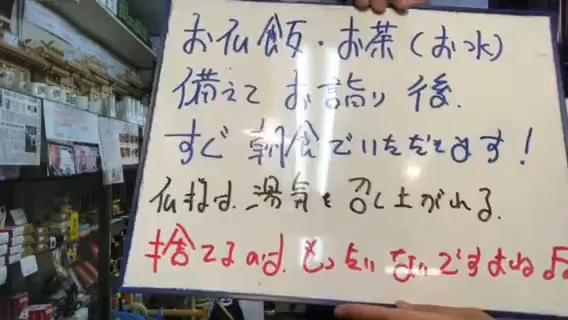 お仏飯・お茶(お水)
備えて お詣り 後.
すぐ 朝食でいただきます!
仏様は 湯気を 召し上がれる.
捨てるのは もったいないですよね♬